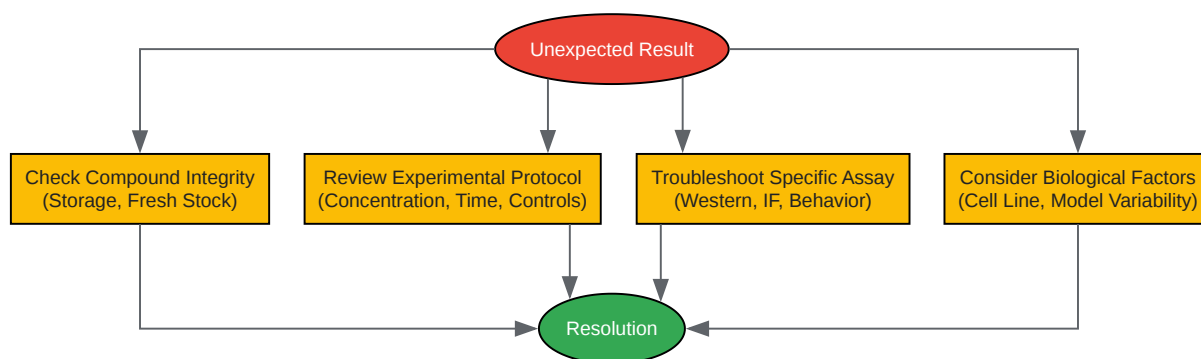 Unexpected Result
Check Compound Integrity
(Storage, Fresh Stock)
Review Experimental Protocol
(Concentration, Time, Controls)
Troubleshoot Specific Assay
(Western, IF, Behavior)
Consider Biological Factors
(Cell Line, Model Variability)
Resolution